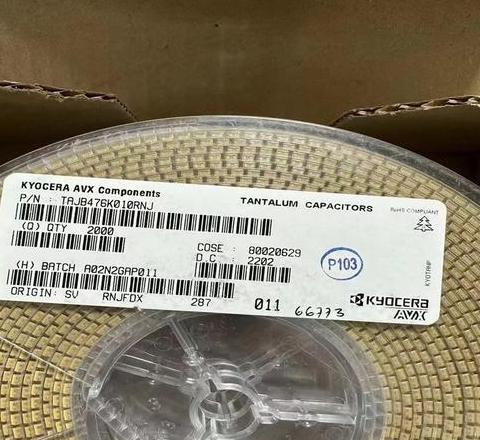 KYOCERA AVX Components
TANTALUM CAPACITORS
RoHS COMPLIANT
P/N : TAJB476K010RNJ
(Q) QTY 2000
COSE : 80020629
D.C : 2202
P103
(H) BATCH A02N2GAP011
ORIGIN: SV RNJFDX 287 011 66773
KYOCERA
AVX